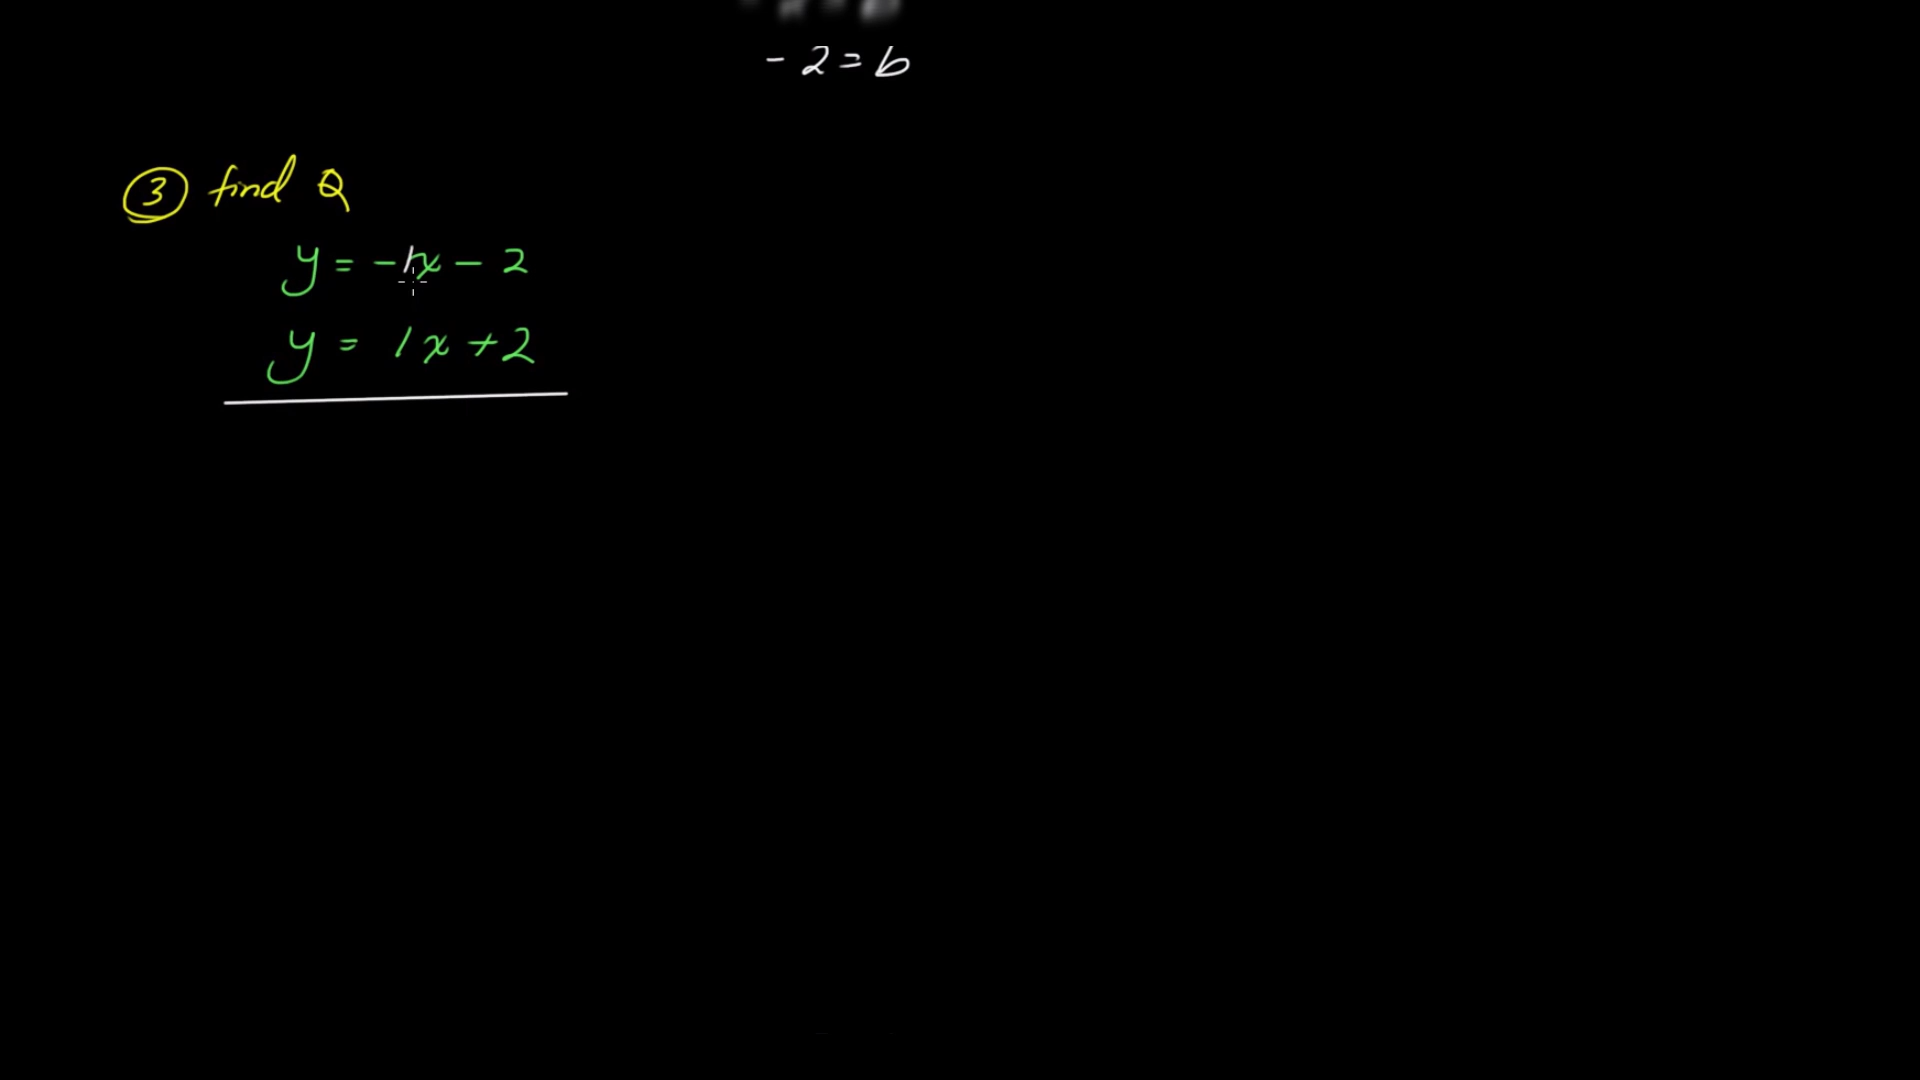 - 2 = b
③ find Q
y = -1x - 2
y = 1x + 2